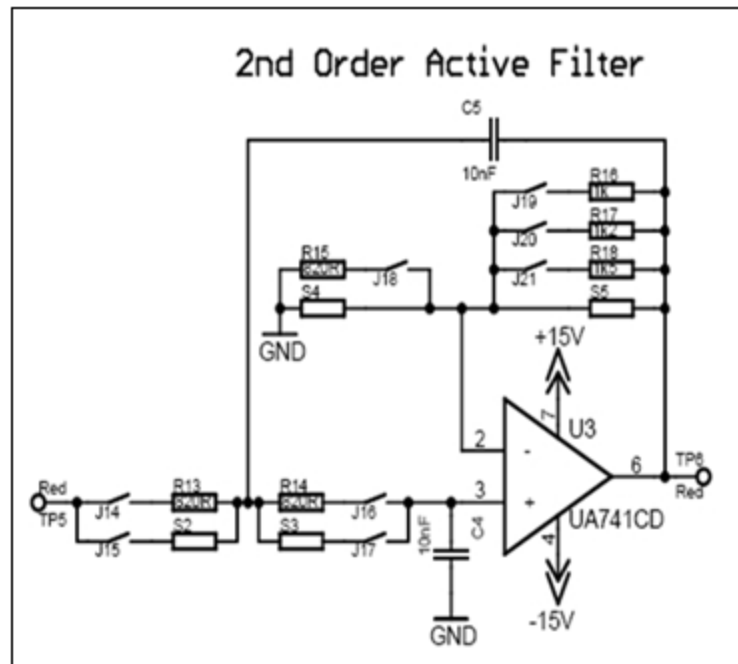 2nd Order Active Filter
C5
10nF
R16
J19
1k
R17
J20
1k2
R15
R18
820R
J18
J21
1k5
S4
S5
GND
+15V
7
U3
2
-
6
TP6
Red
Red
R13
R14
3
+
TP5
J14
820R
820R
J16
UA741CD
S2
S3
J15
J17
10nF
C4
4
GND
-15V